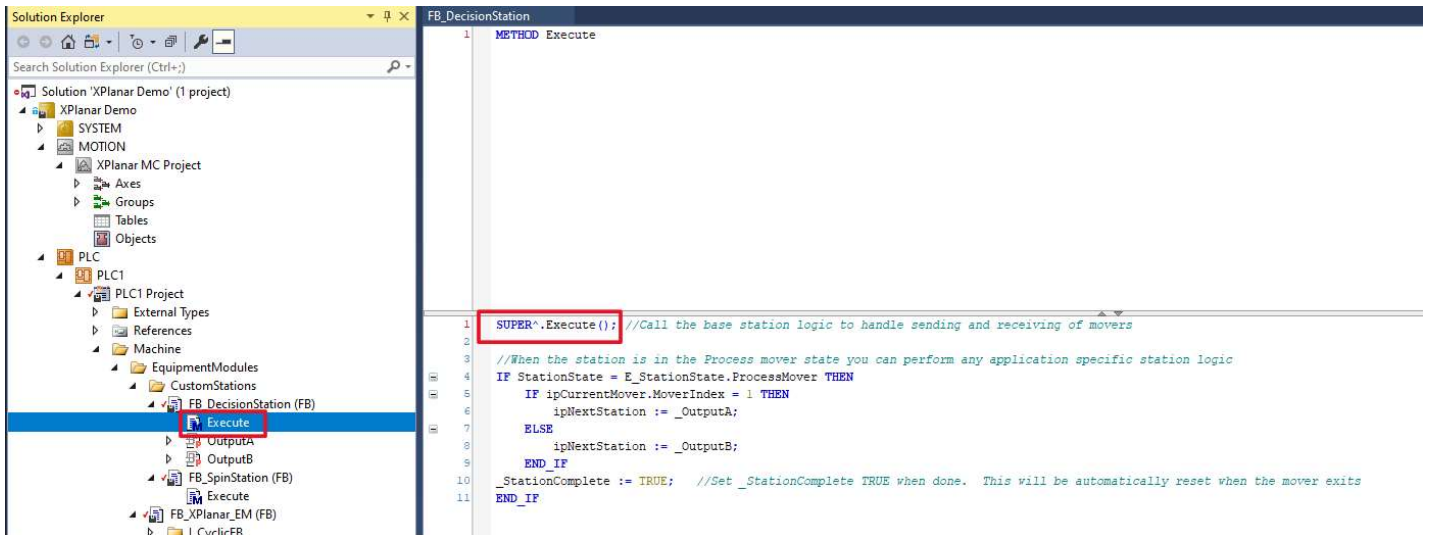 Solution Explorer
Search Solution Explorer (Ctrl+;)
Solution 'XPlanar Demo' (1 project)
XPlanar Demo
SYSTEM
MOTION
XPlanar MC Project
Axes
Groups
Tables
Objects
PLC
PLC1
PLC1 Project
External Types
References
Machine
EquipmentModules
CustomStations
FB_DecisionStation (FB)
Execute
OutputA
OutputB
FB_SpinStation (FB)
Execute
FB_XPlanar_EM (FB)
I_CyclicFB
FB_DecisionStation
1 METHOD Execute
1 SUPER^.Execute(); //Call the base station logic to handle sending and receiving of movers
2
3 //When the station is in the Process mover state you can perform any application specific station logic
4 IF StationState = E_StationState.ProcessMover THEN
5 IF ipCurrentMover.MoverIndex = 1 THEN
6 ipNextStation := _OutputA;
7 ELSE
8 ipNextStation := _OutputB;
9 END_IF
10 _StationComplete := TRUE; //Set _StationComplete TRUE when done. This will be automatically reset when the mover exits
11 END_IF